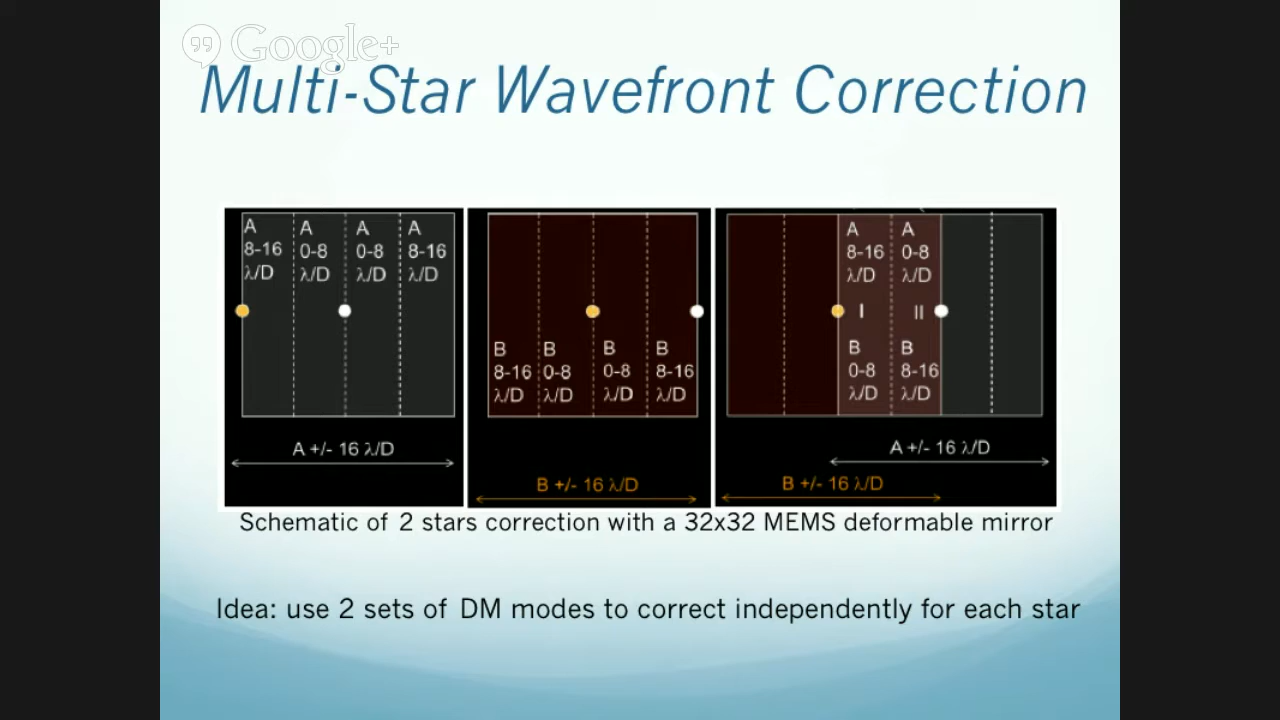 Google+
Multi-Star Wavefront Correction
A A A A
8-16 0-8 0-8 8-16
λ/D λ/D λ/D λ/D
B B B B
8-16 0-8 0-8 8-16
λ/D λ/D λ/D λ/D
A A
8-16 0-8
λ/D λ/D
I II
B B
0-8 8-16
λ/D λ/D
A +/- 16 λ/D
B +/- 16 λ/D
A +/- 16 λ/D
B +/- 16 λ/D
Schematic of 2 stars correction with a 32x32 MEMS deformable mirror
Idea: use 2 sets of DM modes to correct independently for each star